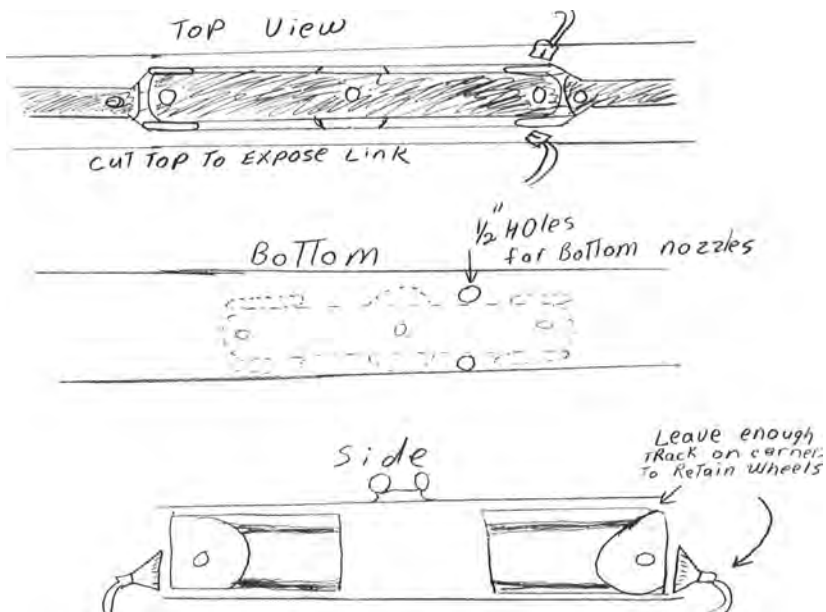 Top View
CUT TOP TO EXPOSE LINK
Bottom
1/2" HOles
for Bottom nozzles
Side
Leave enough
TRack on corners
To ReTain Wheels